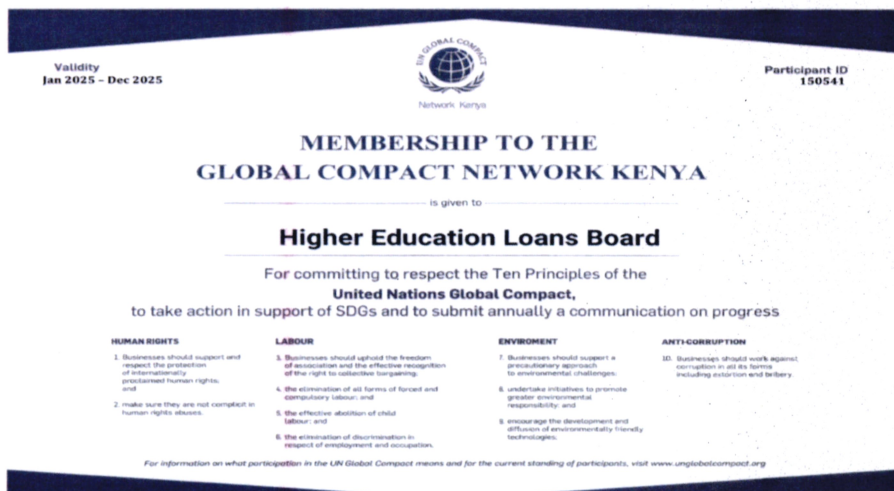 UN GLOBAL COMPACT
Network Kenya
Validity
Jan 2025 – Dec 2025
Participant ID
150541
MEMBERSHIP TO THE
GLOBAL COMPACT NETWORK KENYA
is given to
Higher Education Loans Board
For committing to respect the Ten Principles of the
United Nations Global Compact,
to take action in support of SDGs and to submit annually a communication on progress
HUMAN RIGHTS
1. Businesses should support and
respect the protection
of internationally
proclaimed human rights;
and
2. make sure they are not complicit in
human rights abuses.
LABOUR
3. Businesses should uphold the freedom
of association and the effective recognition
of the right to collective bargaining;
4. the elimination of all forms of forced and
compulsory labour; and
5. the effective abolition of child
labour; and
6. the elimination of discrimination in
respect of employment and occupation.
ENVIROMENT
7. Businesses should support a
precautionary approach
to environmental challenges;
8. undertake initiatives to promote
greater environmental
responsibility; and
9. encourage the development and
diffusion of environmentally friendly
technologies.
ANTI-CORRUPTION
10. Businesses should work against
corruption in all its forms
including extortion and bribery.
For information on what participation in the UN Global Compact means and for the current standing of participants, visit www.unglobalcompact.org